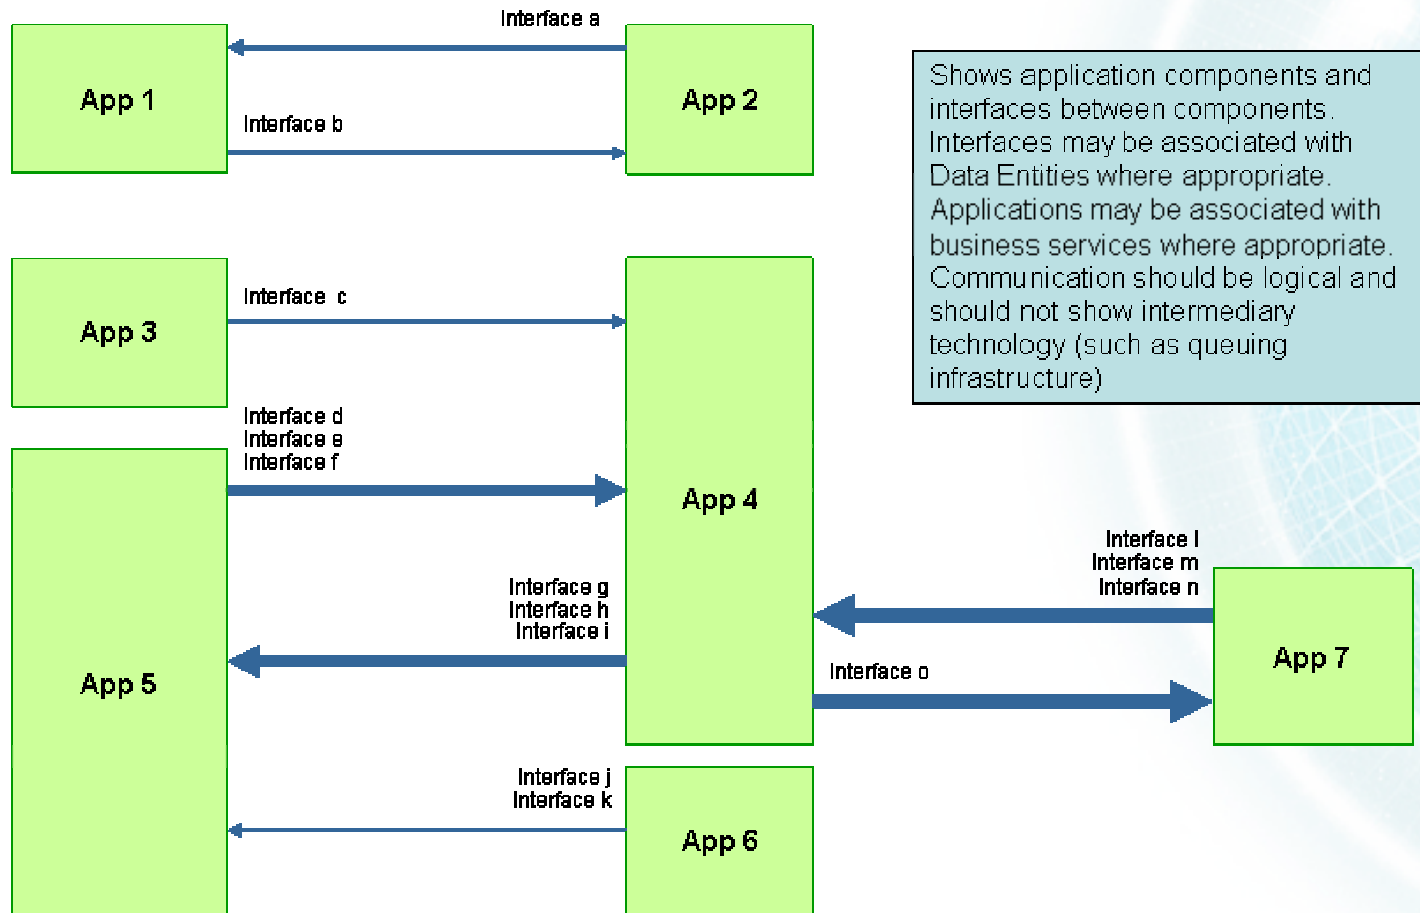 Interface a
App 1
App 2
Interface b
Shows application components and
interfaces between components.
Interfaces may be associated with
Data Entities where appropriate.
Applications may be associated with
business services where appropriate.
Communication should be logical and
should not show intermediary
technology (such as queuing
infrastructure)
App 3
Interface c
Interface d
Interface e
Interface f
App 4
Interface g
Interface h
Interface i
App 5
Interface l
Interface m
Interface n
App 7
Interface o
Interface j
Interface k
App 6